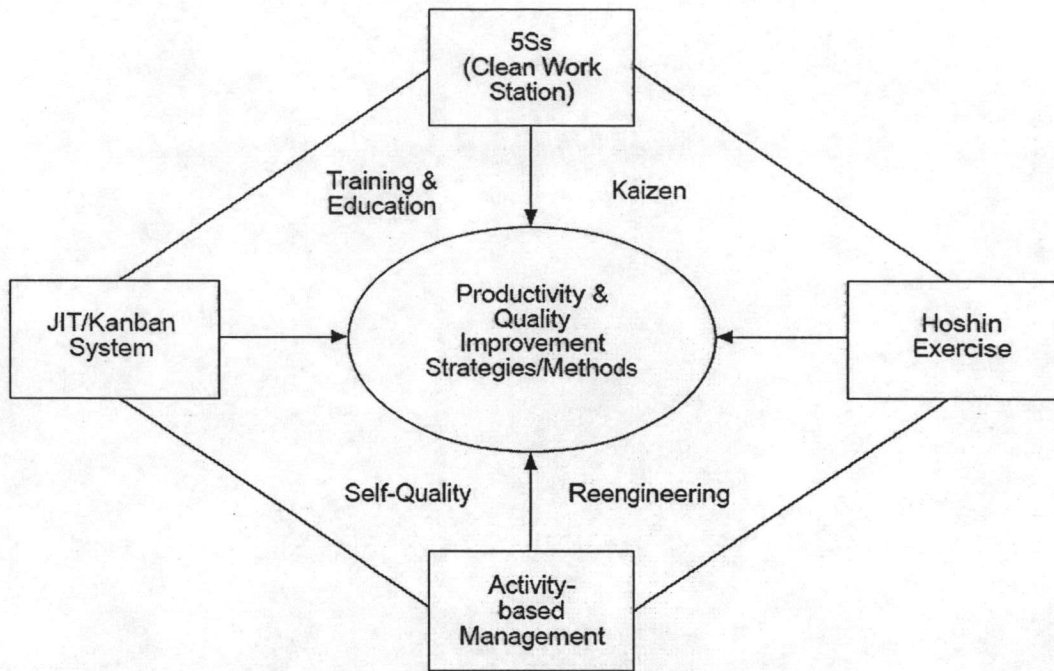 5Ss
(Clean Work
Station)
Training &
Education
Kaizen
JIT/Kanban
System
Productivity &
Quality
Improvement
Strategies/Methods
Hoshin
Exercise
Self-Quality
Reengineering
Activity-
based
Management